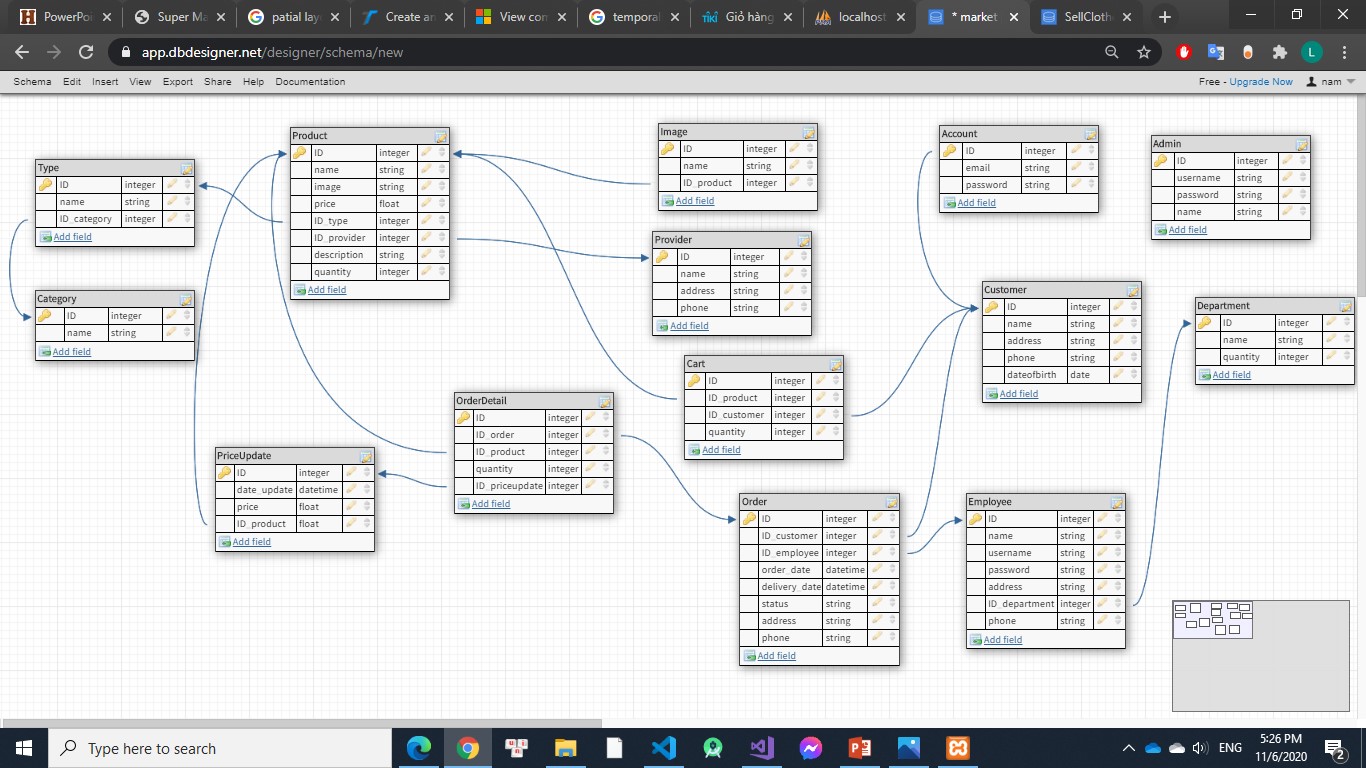 PowerPoi
Super Ma
patial lay
Create an
View con
temporal
TIKI Giỏ hàng
localhost
* market
SellCloth
app.dbdesigner.net/designer/schema/new
L
Schema Edit Insert View Export Share Help Documentation
Free - Upgrade Now nam
Type
ID integer
name string
ID_category integer
Add field
Category
ID integer
name string
Add field
Product
ID integer
name string
image string
price float
ID_type integer
ID_provider integer
description string
quantity integer
Add field
Image
ID integer
name string
ID_product integer
Add field
Provider
ID integer
name string
address string
phone string
Add field
Account
ID integer
email string
password string
Add field
Admin
ID integer
username string
password string
name string
Add field
Customer
ID integer
name string
address string
phone string
dateofbirth date
Add field
Department
ID integer
name string
quantity integer
Add field
Cart
ID integer
ID_product integer
ID_customer integer
quantity integer
Add field
OrderDetail
ID integer
ID_order integer
ID_product integer
quantity integer
ID_priceupdate integer
Add field
PriceUpdate
ID integer
date_update datetime
price float
ID_product float
Add field
Order
ID integer
ID_customer integer
ID_employee integer
order_date datetime
delivery_date datetime
status string
address string
phone string
Add field
Employee
ID integer
name string
username string
password string
address string
ID_department integer
phone string
Add field
Type here to search
ENG
5:26 PM
11/6/2020
2